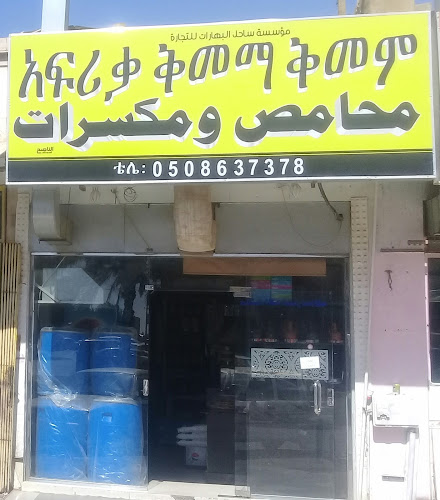 مؤسسة ساحل البهارات للتجارة
አፍሪቃ ቅመማ ቅመም
محامص ومكسرات
ቴሌ: 0508637378